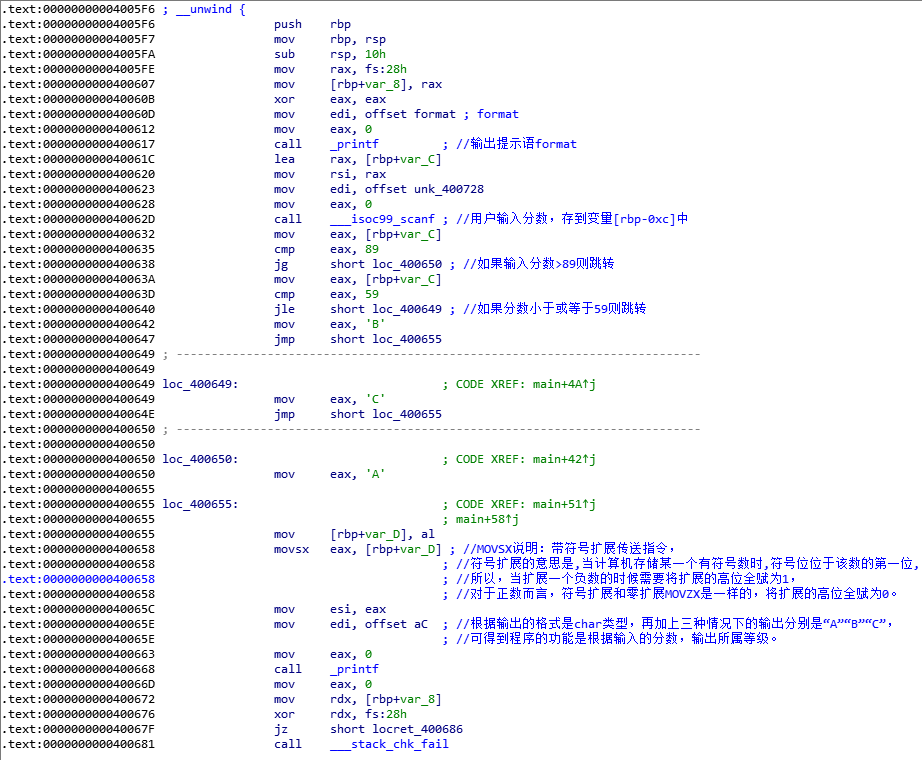 .text:00000000004005F6 ; __unwind {
.text:00000000004005F6 push rbp
.text:00000000004005F7 mov rbp, rsp
.text:00000000004005FA sub rsp, 10h
.text:00000000004005FE mov rax, fs:28h
.text:0000000000400607 mov [rbp+var_8], rax
.text:000000000040060B xor eax, eax
.text:000000000040060D mov edi, offset format ; format
.text:0000000000400612 mov eax, 0
.text:0000000000400617 call _printf ; //输出提示语format
.text:000000000040061C lea rax, [rbp+var_C]
.text:0000000000400620 mov rsi, rax
.text:0000000000400623 mov edi, offset unk_400728
.text:0000000000400628 mov eax, 0
.text:000000000040062D call ___isoc99_scanf ; //用户输入分数，存到变量[rbp-0xc]中
.text:0000000000400632 mov eax, [rbp+var_C]
.text:0000000000400635 cmp eax, 89
.text:0000000000400638 jg short loc_400650 ; //如果输入分数>89则跳转
.text:000000000040063A mov eax, [rbp+var_C]
.text:000000000040063D cmp eax, 59
.text:0000000000400640 jle short loc_400649 ; //如果分数小于或等于59则跳转
.text:0000000000400642 mov eax, 'B'
.text:0000000000400647 jmp short loc_400655
.text:0000000000400649 ; ---------------------------------------------------------------------------
.text:0000000000400649
.text:0000000000400649 loc_400649: ; CODE XREF: main+4A↑j
.text:0000000000400649 mov eax, 'C'
.text:000000000040064E jmp short loc_400655
.text:0000000000400650 ; ---------------------------------------------------------------------------
.text:0000000000400650
.text:0000000000400650 loc_400650: ; CODE XREF: main+42↑j
.text:0000000000400650 mov eax, 'A'
.text:0000000000400655
.text:0000000000400655 loc_400655: ; CODE XREF: main+51↑j
.text:0000000000400655 ; main+58↑j
.text:0000000000400655 mov [rbp+var_D], al
.text:0000000000400658 movsx eax, [rbp+var_D] ; //MOVSX说明：带符号扩展传送指令，
.text:0000000000400658 ; //符号扩展的意思是,当计算机存储某一个有符号数时,符号位位于该数的第一位,
.text:0000000000400658 ; //所以，当扩展一个负数的时候需要将扩展的高位全赋为1，
.text:0000000000400658 ; //对于正数而言，符号扩展和零扩展MOVZX是一样的，将扩展的高位全赋为0。
.text:000000000040065C mov esi, eax
.text:000000000040065E mov edi, offset aC ; //根据输出的格式是char类型，再加上三种情况下的输出分别是“A”“B”“C”，
.text:000000000040065E ; //可得到程序的功能是根据输入的分数，输出所属等级。
.text:0000000000400663 mov eax, 0
.text:0000000000400668 call _printf
.text:000000000040066D mov eax, 0
.text:0000000000400672 mov rdx, [rbp+var_8]
.text:0000000000400676 xor rdx, fs:28h
.text:000000000040067F jz short locret_400686
.text:0000000000400681 call ___stack_chk_fail